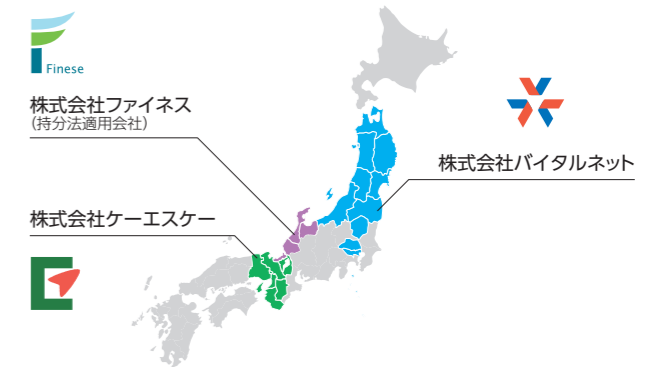 Finese
株式会社ファイネス
（持分法適用会社）
株式会社バイタルネット
株式会社ケーエスケー